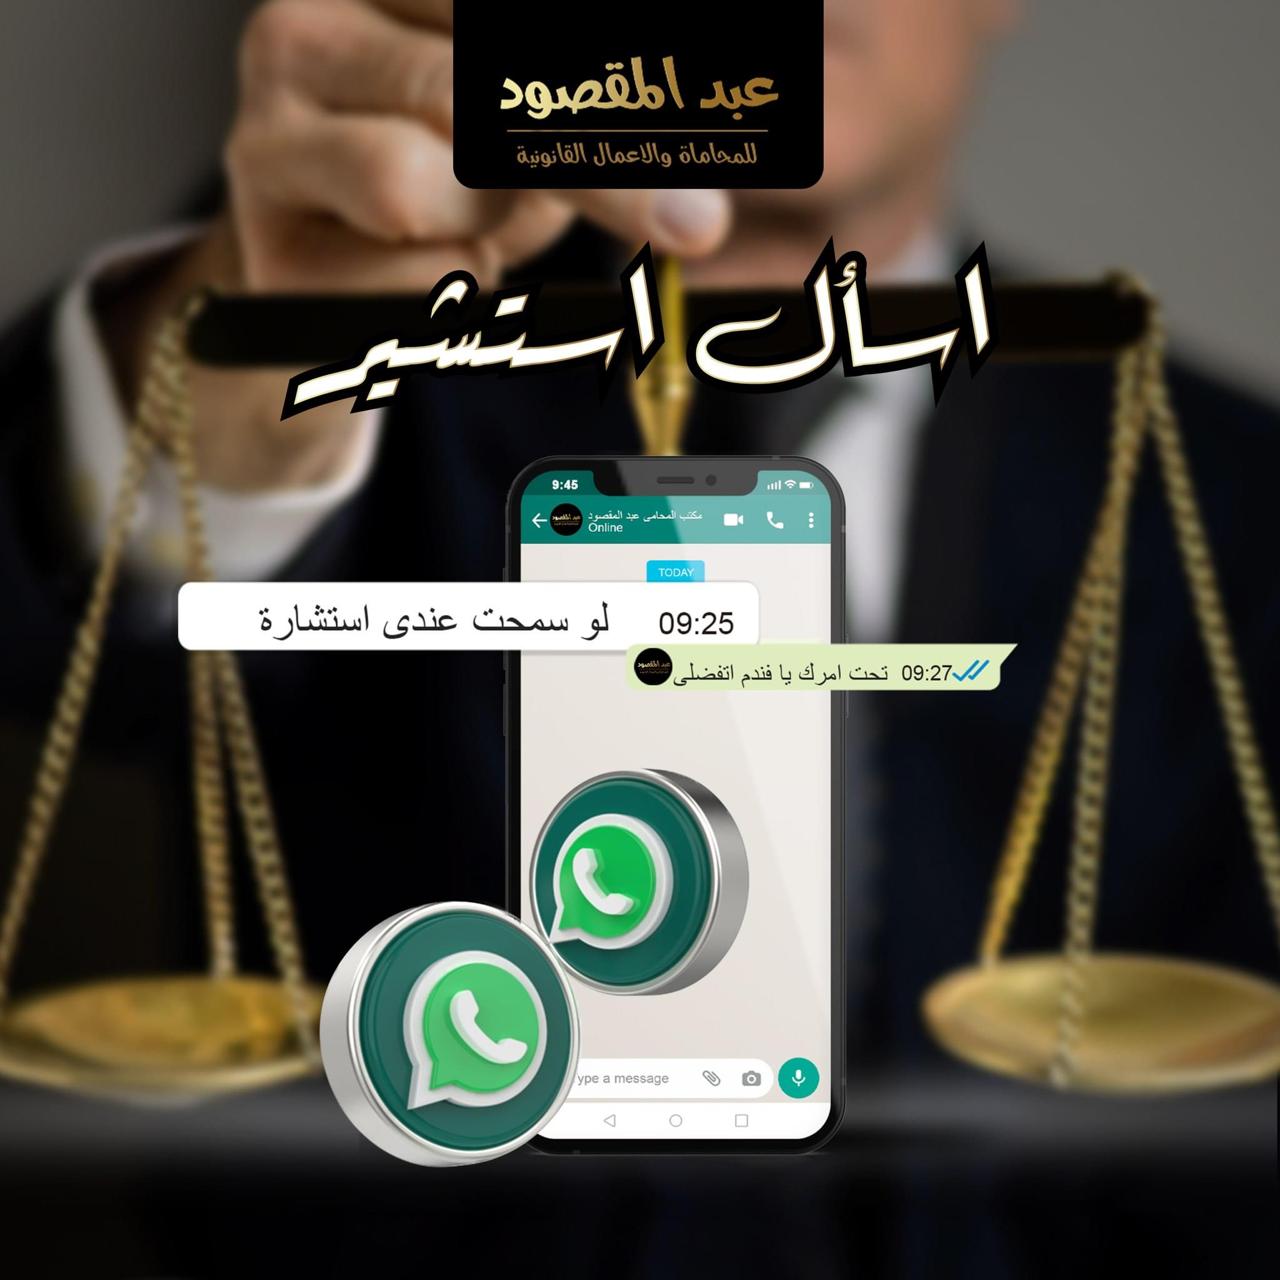 عبد المقصود
للمحاماة والاعمال القانونية
اسأل استشير
9:45
مكتب المحامى عبد المقصود
Online
TODAY
لو سمحت عندى استشارة 09:25
تحت امرك يا فندم اتفضلى 09:27
ype a message